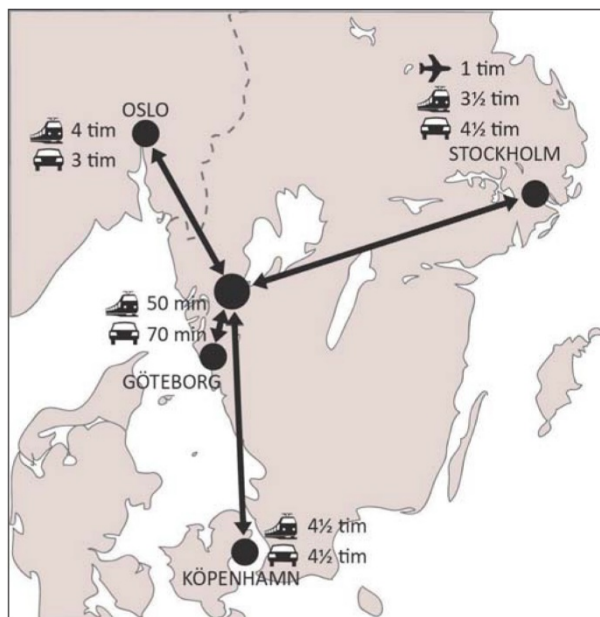 1 tim
3½ tim
4½ tim
STOCKHOLM
OSLO
4 tim
3 tim
50 min
70 min
GÖTEBORG
4½ tim
4½ tim
KÖPENHAMN